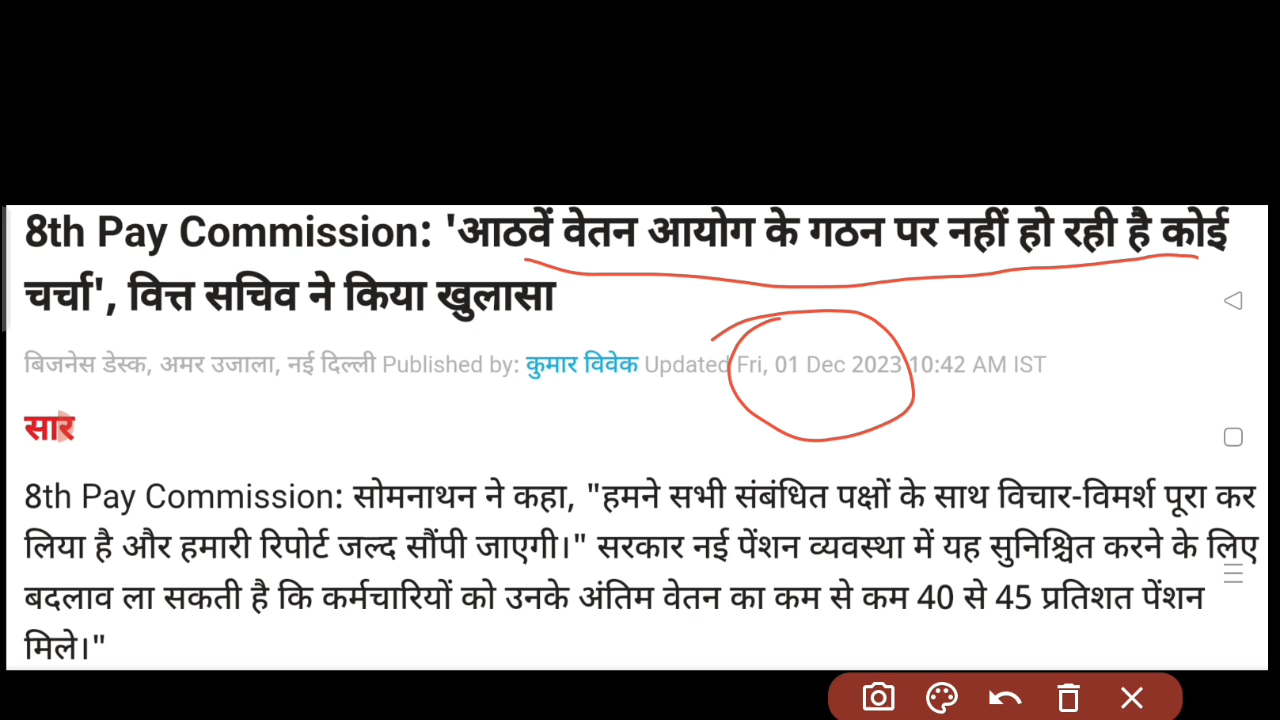 8th Pay Commission: 'आठवें वेतन आयोग के गठन पर नहीं हो रही है कोई
चर्चा', वित्त सचिव ने किया खुलासा
बिजनेस डेस्क, अमर उजाला, नई दिल्ली Published by: कुमार विवेक Updated Fri, 01 Dec 2023 10:42 AM IST
सार
8th Pay Commission: सोमनाथन ने कहा, "हमने सभी संबंधित पक्षों के साथ विचार-विमर्श पूरा कर
लिया है और हमारी रिपोर्ट जल्द सौंपी जाएगी।" सरकार नई पेंशन व्यवस्था में यह सुनिश्चित करने के लिए
बदलाव ला सकती है कि कर्मचारियों को उनके अंतिम वेतन का कम से कम 40 से 45 प्रतिशत पेंशन
मिले।"